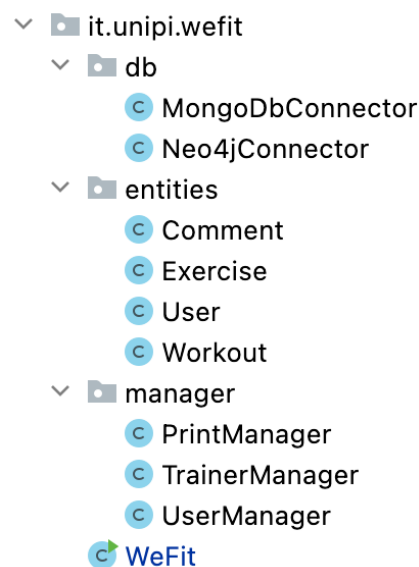 it.unipi.wefit
db
C MongoDbConnector
C Neo4jConnector
entities
C Comment
C Exercise
C User
C Workout
manager
C PrintManager
C TrainerManager
C UserManager
C WeFit